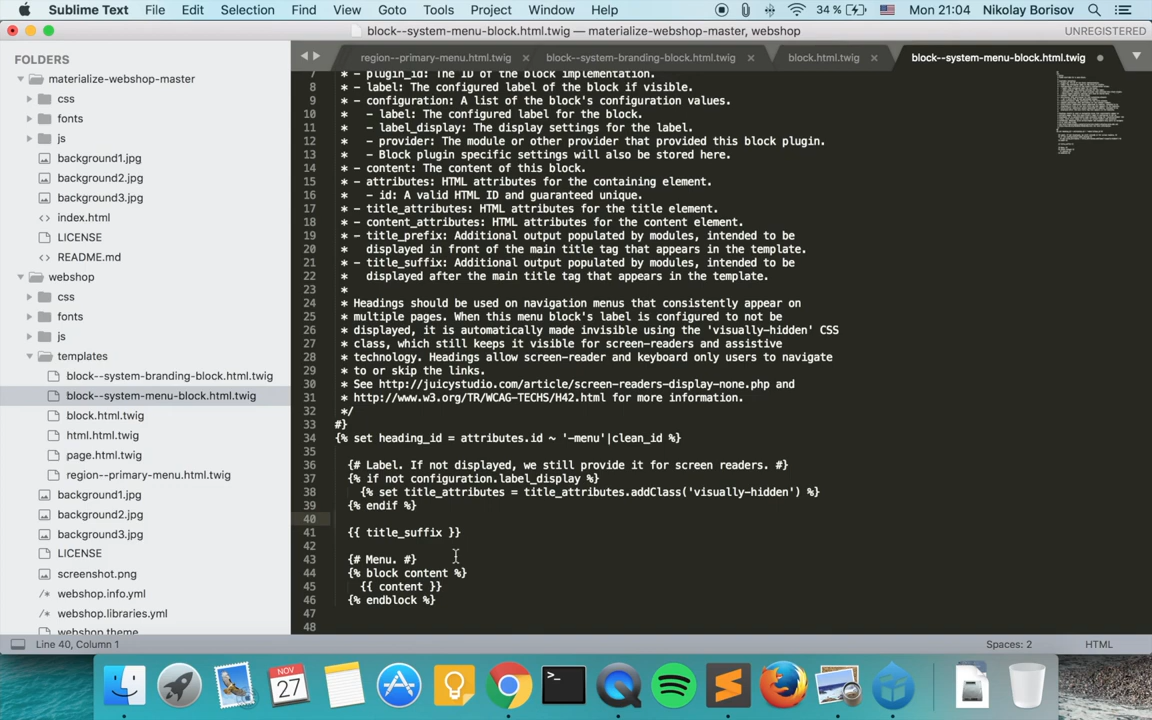 Sublime Text File Edit Selection Find View Goto Tools Project Window Help 34 % Mon 21:04 Nikolay Borisov
block--system-menu-block.html.twig — materialize-webshop-master, webshop UNREGISTERED
FOLDERS
materialize-webshop-master
css
fonts
js
background1.jpg
background2.jpg
background3.jpg
index.html
LICENSE
README.md
webshop
css
fonts
js
templates
block--system-branding-block.html.twig
block--system-menu-block.html.twig
block.html.twig
html.html.twig
page.html.twig
region--primary-menu.html.twig
background1.jpg
background2.jpg
background3.jpg
LICENSE
screenshot.png
webshop.info.yml
webshop.libraries.yml
webshop.theme
region--primary-menu.html.twig × block--system-branding-block.html.twig × block.html.twig × block--system-menu-block.html.twig
7 * - plugin_id: The ID of the block implementation.
8 * - label: The configured label of the block if visible.
9 * - configuration: A list of the block's configuration values.
10 * - label: The configured label for the block.
11 * - label_display: The display settings for the label.
12 * - provider: The module or other provider that provided this block plugin.
13 * - Block plugin specific settings will also be stored here.
14 * - content: The content of this block.
15 * - attributes: HTML attributes for the containing element.
16 * - id: A valid HTML ID and guaranteed unique.
17 * - title_attributes: HTML attributes for the title element.
18 * - content_attributes: HTML attributes for the content element.
19 * - title_prefix: Additional output populated by modules, intended to be
20 * displayed in front of the main title tag that appears in the template.
21 * - title_suffix: Additional output populated by modules, intended to be
22 * displayed after the main title tag that appears in the template.
23 *
24 * Headings should be used on navigation menus that consistently appear on
25 * multiple pages. When this menu block's label is configured to not be
26 * displayed, it is automatically made invisible using the 'visually-hidden' CSS
27 * class, which still keeps it visible for screen-readers and assistive
28 * technology. Headings allow screen-reader and keyboard only users to navigate
29 * to or skip the links.
30 * See http://juicystudio.com/article/screen-readers-display-none.php and
31 * http://www.w3.org/TR/WCAG-TECHS/H42.html for more information.
32 */
33 #}
34 {% set heading_id = attributes.id ~ '-menu'|clean_id %}
35
36 {# Label. If not displayed, we still provide it for screen readers. #}
37 {% if not configuration.label_display %}
38 {% set title_attributes = title_attributes.addClass('visually-hidden') %}
39 {% endif %}
40
41 {{ title_suffix }}
42
43 {# Menu. #}
44 {% block content %}
45 {{ content }}
46 {% endblock %}
47
48
Line 40, Column 1 Spaces: 2 HTML
NOV
27